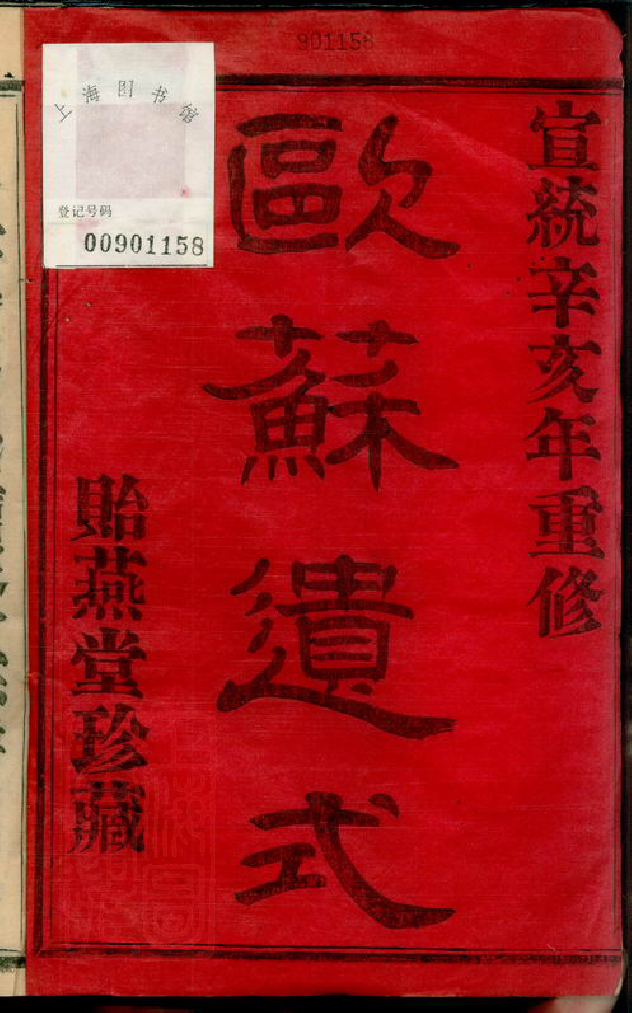 901158
宣統辛亥年重修
歐蘇遺式
貽燕堂珍藏
上海图书馆
登记号码
00901158